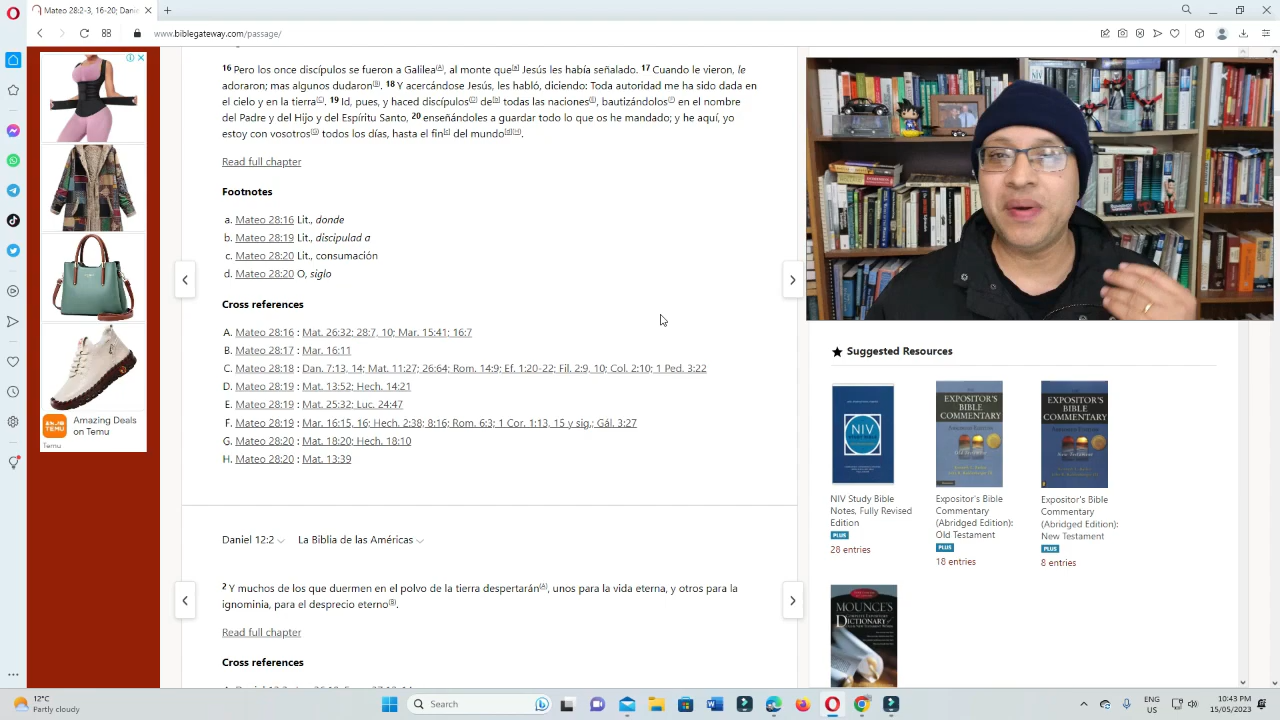 Mateo 28:2-3, 16-20; Dani
www.biblegateway.com/passage/
16 Pero los once discípulos se fueron a Galilea[A], al monte que[a] Jesús les había señalado. 17 Cuando le vieron, le
adoraron; mas algunos dudaron[B]. 18 Y acercándose Jesús, les habló, diciendo: Toda autoridad me ha sido dada en
el cielo y en la tierra[C]. 19 Id, pues, y haced discípulos[D] de[b] todas las naciones[E], bautizándolos[F] en el nombre
del Padre y del Hijo y del Espíritu Santo, 20 enseñándoles a guardar todo lo que os he mandado; y he aquí, yo
estoy con vosotros[G] todos los días, hasta el fin[c] del mundo[d][H].
Read full chapter
Footnotes
a. Mateo 28:16 Lit., donde
b. Mateo 28:19 Lit., discipulad a
c. Mateo 28:20 Lit., consumación
d. Mateo 28:20 O, siglo
Cross references
A. Mateo 28:16 : Mat. 26:32; 28:7, 10; Mar. 15:41; 16:7
B. Mateo 28:17 : Mar. 16:11
C. Mateo 28:18 : Dan. 7:13, 14; Mat. 11:27; 26:64; Rom. 14:9; Ef. 1:20-22; Fil. 2:9, 10; Col. 2:10; 1 Ped. 3:22
D. Mateo 28:19 : Mat. 13:52; Hech. 14:21
E. Mateo 28:19 : Mat. 25:32; Luc. 24:47
F. Mateo 28:19 : Mar. 16:15, 16; Hech. 2:38; 8:16; Rom. 6:3; 1 Cor. 1:13, 15 y sig.; Gál. 3:27
G. Mateo 28:20 : Mat. 18:20; Hech. 18:10
H. Mateo 28:20 : Mat. 13:39
Daniel 12:2 La Biblia de las Américas
2 Y muchos de los que duermen en el polvo de la tierra despertarán[A], unos para la vida eterna, y otros para la
ignominia, para el desprecio eterno[B].
Read full chapter
Cross references
Amazing Deals
on Temu
TEMU
Temu
NIV
Suggested Resources
NIV
EXPOSITOR'S
BIBLE
COMMENTARY
Old Testament
EXPOSITOR'S
BIBLE
COMMENTARY
New Testament
NIV Study Bible
Notes, Fully Revised
Edition
PLUS
28 entries
Expositor's Bible
Commentary
(Abridged Edition):
Old Testament
PLUS
18 entries
Expositor's Bible
Commentary
(Abridged Edition):
New Testament
PLUS
8 entries
MOUNCE'S
DICTIONARY
12°C
Partly cloudy
Search
ENG
US
10:43 PM
15/05/2023